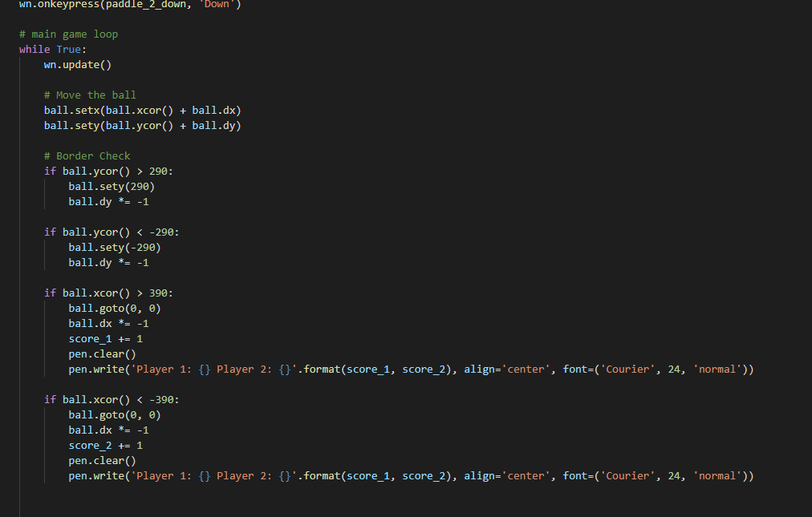 wn.onkeypress(paddle_2_down, 'Down')
# main game loop
while True:
wn.update()
# Move the ball
ball.setx(ball.xcor() + ball.dx)
ball.sety(ball.ycor() + ball.dy)
# Border Check
if ball.ycor() > 290:
ball.sety(290)
ball.dy *= -1
if ball.ycor() < -290:
ball.sety(-290)
ball.dy *= -1
if ball.xcor() > 390:
ball.goto(0, 0)
ball.dx *= -1
score_1 += 1
pen.clear()
pen.write('Player 1: {} Player 2: {}'.format(score_1, score_2), align='center', font=('Courier', 24, 'normal'))
if ball.xcor() < -390:
ball.goto(0, 0)
ball.dx *= -1
score_2 += 1
pen.clear()
pen.write('Player 1: {} Player 2: {}'.format(score_1, score_2), align='center', font=('Courier', 24, 'normal'))